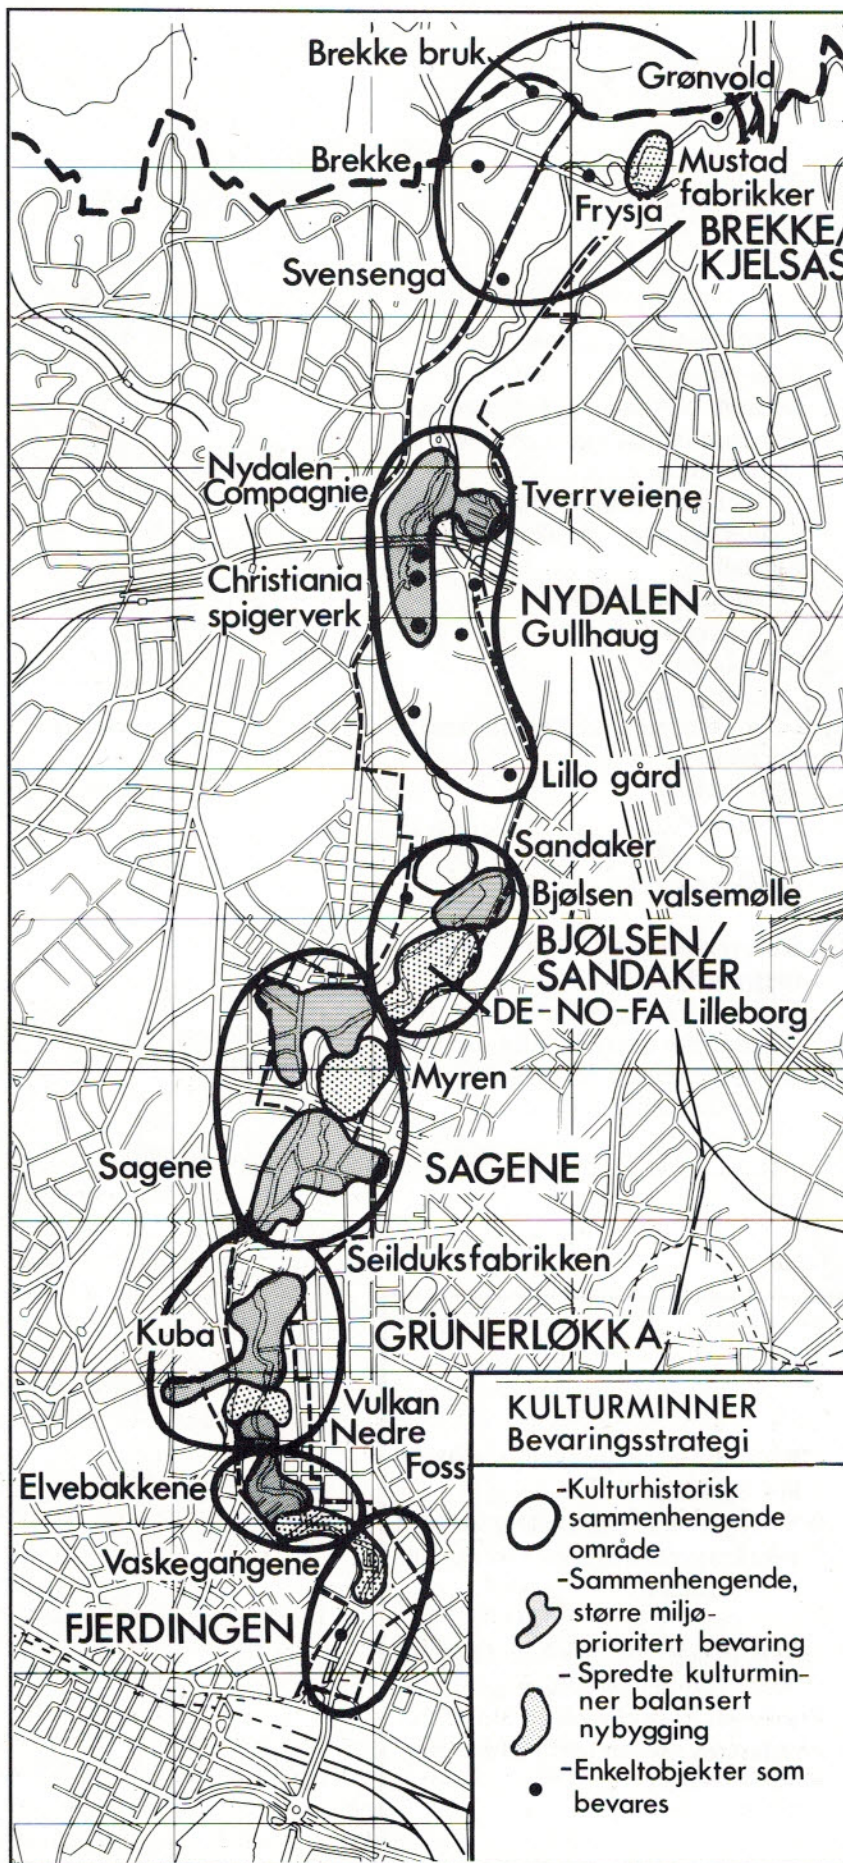 Brekke bruk
Grønvold
Brekke
Mustad
fabrikker
Frysja
BREKKE/
KJELSÅS
Svensenga
Nydalen
Compagnie
Tverrveiene
Christiania
spigerverk
NYDALEN
Gullhaug
Lillo gård
Sandaker
Bjølsen valsemølle
BJØLSEN/
SANDAKER
DE-NO-FA Lilleborg
Myren
Sagene
SAGENE
Seilduksfabrikken
Kuba
GRÜNERLØKKA
Vulkan
Nedre
Foss
Elvebakkene
Vaskegangene
FJERDINGEN
KULTURMINNER
Bevaringsstrategi
-Kulturhistorisk
sammenhengende
område
-Sammenhengende,
større miljø-
prioritert bevaring
- Spredte kulturmin-
ner balansert
nybygging
-Enkeltobjekter som
bevares